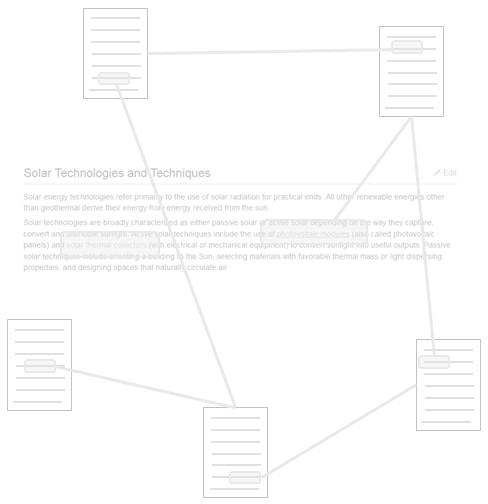 Solar Technologies and Techniques
Edit
Solar energy technologies refer primarily to the use of solar radiation for practical ends. All other renewable energies other
than geothermal derive their energy from energy received from the sun
Solar technologies are broadly characterized as either passive solar or active solar depending on the way they capture,
convert and distribute sunlight. Active solar techniques include the use of photovoltaic modules (also called photovoltaic
panels) and solar thermal collectors (with electrical or mechanical equipment) to convert sunlight into useful outputs. Passive
solar techniques include orienting a building to the Sun, selecting materials with favorable thermal mass or light dispersing
properties, and designing spaces that naturally circulate air